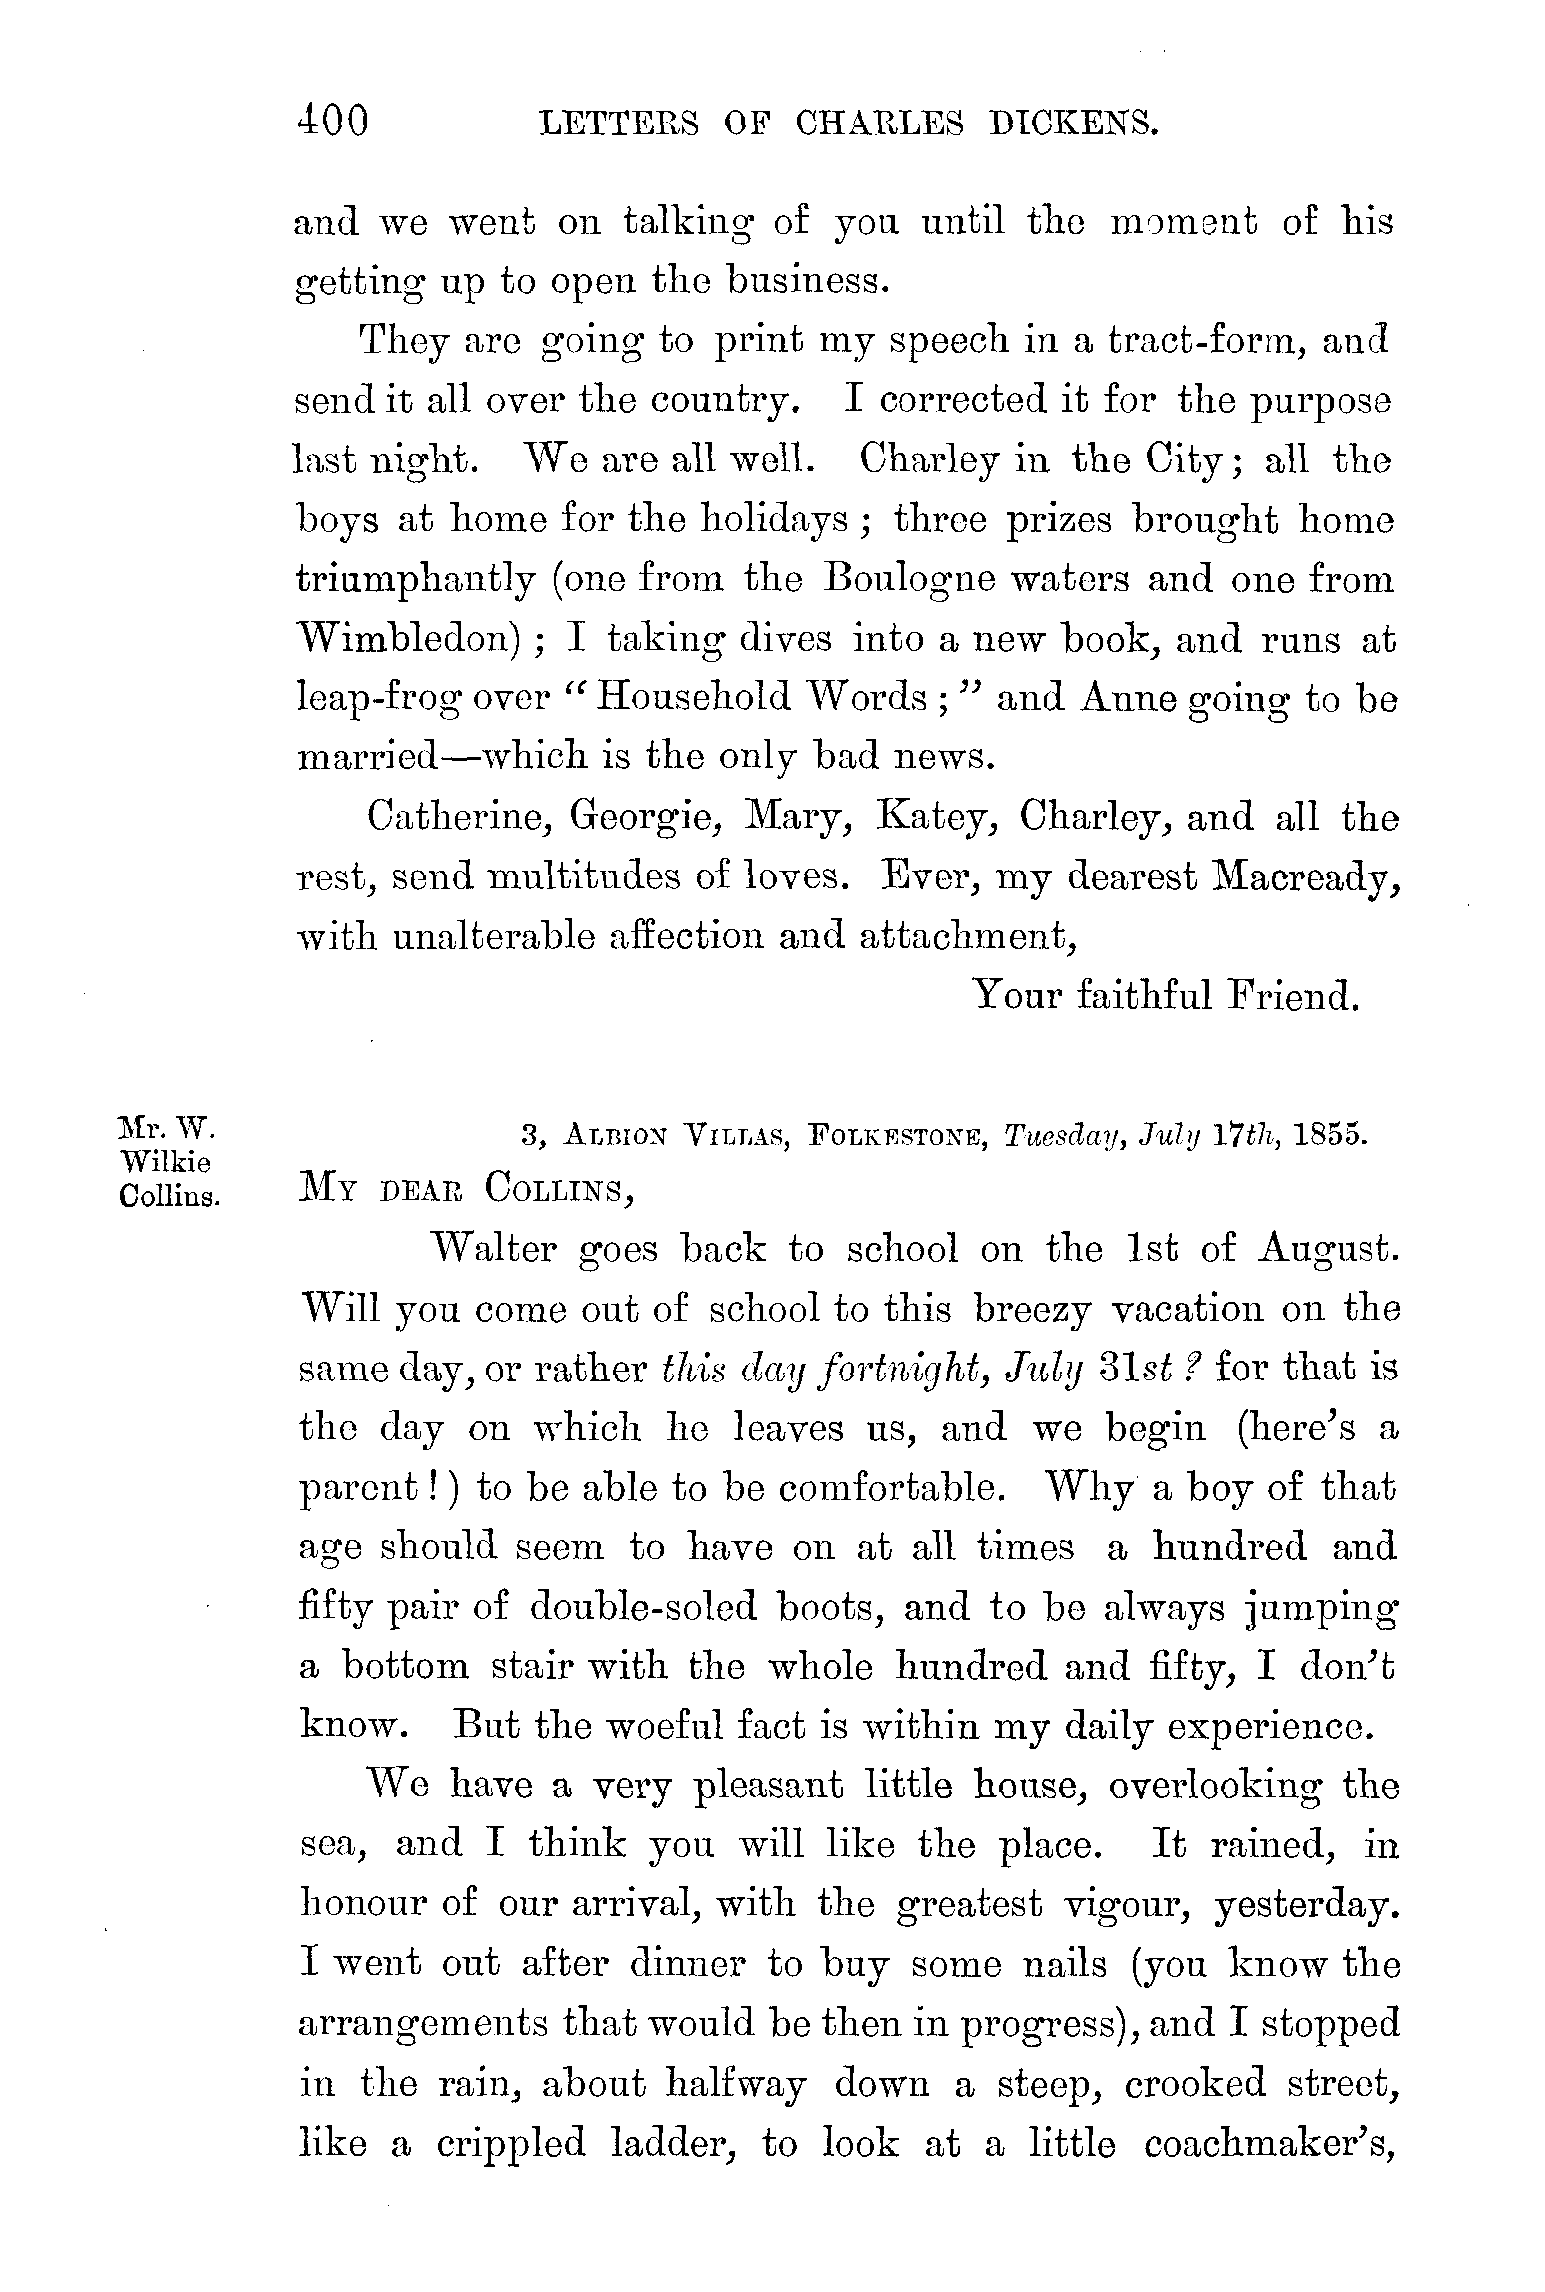 400 LETTERS OF CHARLES DICKENS.
and we went on talking of you until the moment of his
getting up to open the business.
They are going to print my speech in a tract-form, and
send it all over the country. I corrected it for the purpose
last night. We are all well. Charley in the City; all the
boys at home for the holidays; three prizes brought home
triumphantly (one from the Boulogne waters and one from
Wimbledon); I taking dives into a new book, and runs at
leap-frog over “Household Words;” and Anne going to be
married—which is the only bad news.
Catherine, Georgie, Mary, Katey, Charley, and all the
rest, send multitudes of loves. Ever, my dearest Macready,
with unalterable affection and attachment,
Your faithful Friend.
Mr. W.
Wilkie
Collins.
3, ALBION VILLAS, FOLKESTONE, Tuesday, July 17th, 1855.
MY DEAR COLLINS,
Walter goes back to school on the 1st of August.
Will you come out of school to this breezy vacation on the
same day, or rather this day fortnight, July 31st? for that is
the day on which he leaves us, and we begin (here’s a
parent!) to be able to be comfortable. Why a boy of that
age should seem to have on at all times a hundred and
fifty pair of double-soled boots, and to be always jumping
a bottom stair with the whole hundred and fifty, I don’t
know. But the woeful fact is within my daily experience.
We have a very pleasant little house, overlooking the
sea, and I think you will like the place. It rained, in
honour of our arrival, with the greatest vigour, yesterday.
I went out after dinner to buy some nails (you know the
arrangements that would be then in progress), and I stopped
in the rain, about halfway down a steep, crooked street,
like a crippled ladder, to look at a little coachmaker’s,